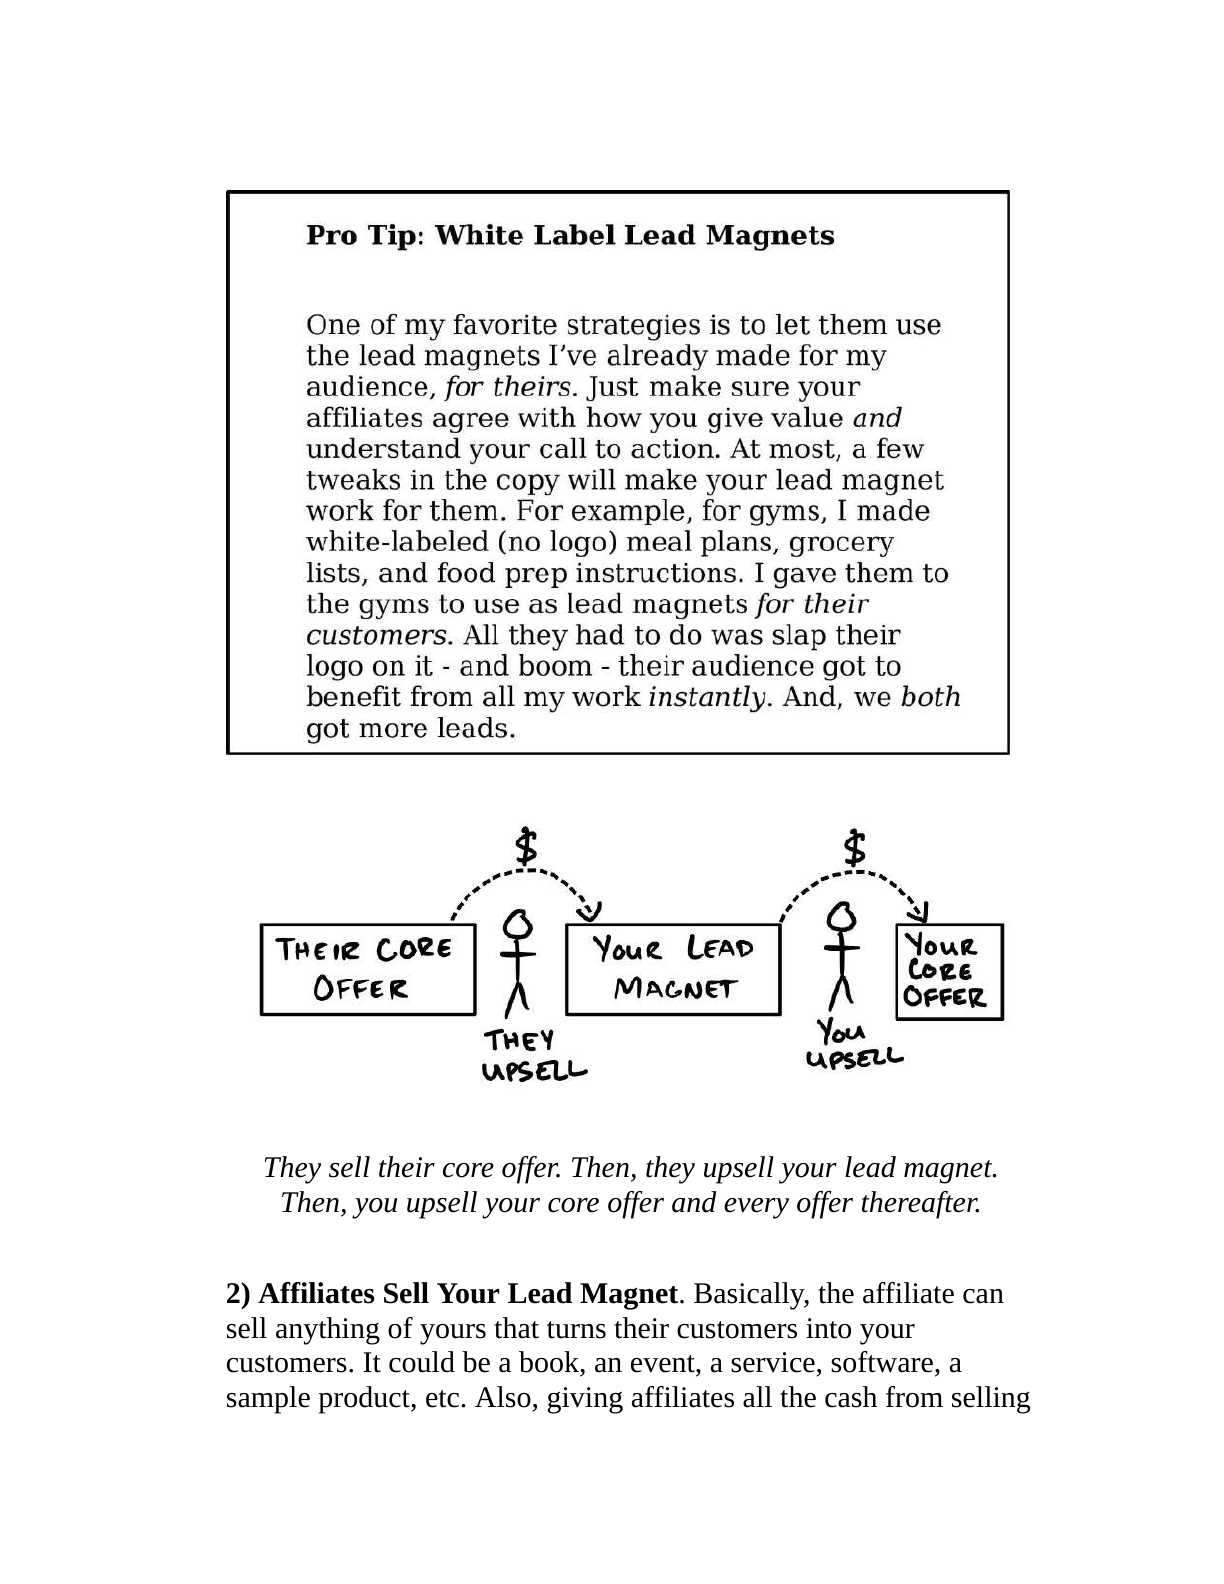 Pro Tip: White Label Lead Magnets
One of my favorite strategies is to let them use
the lead magnets I’ve already made for my
audience, for theirs. Just make sure your
affiliates agree with how you give value and
understand your call to action. At most, a few
tweaks in the copy will make your lead magnet
work for them. For example, for gyms, I made
white-labeled (no logo) meal plans, grocery
lists, and food prep instructions. I gave them to
the gyms to use as lead magnets for their
customers. All they had to do was slap their
logo on it - and boom - their audience got to
benefit from all my work instantly. And, we both
got more leads.
$
$
THEIR CORE
OFFER
THEY
UPSELL
YOUR LEAD
MAGNET
YOU
UPSELL
YOUR
CORE
OFFER
They sell their core offer. Then, they upsell your lead magnet.
Then, you upsell your core offer and every offer thereafter.
2) Affiliates Sell Your Lead Magnet. Basically, the affiliate can
sell anything of yours that turns their customers into your
customers. It could be a book, an event, a service, software, a
sample product, etc. Also, giving affiliates all the cash from selling